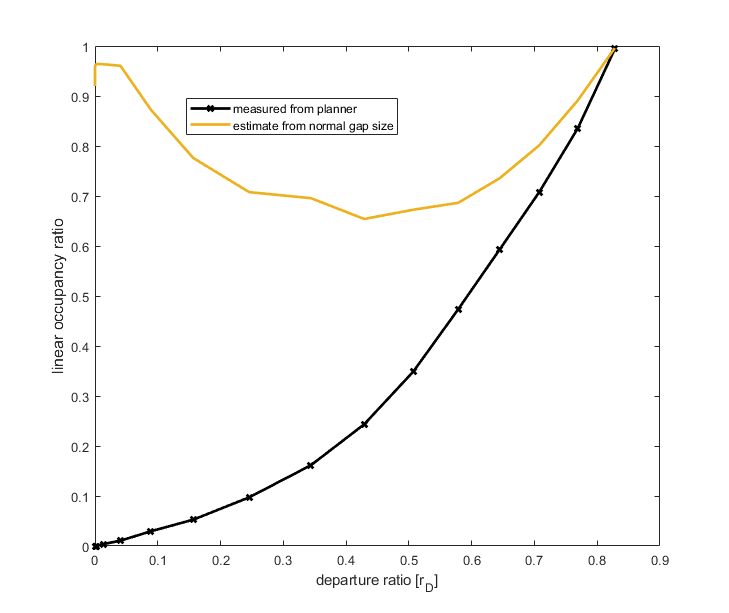 1
0.9
0.8
0.7
0.6
0.5
0.4
0.3
0.2
0.1
0
linear occupancy ratio
measured from planner
estimate from normal gap size
0 0.1 0.2 0.3 0.4 0.5 0.6 0.7 0.8 0.9
departure ratio [r_D]